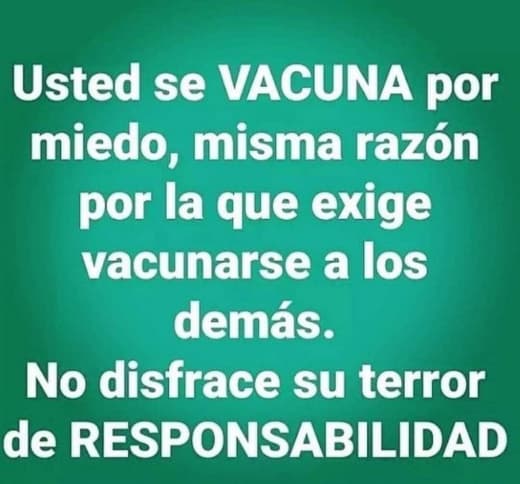 Usted se VACUNA por
miedo, misma razón
por la que exige
vacunarse a los
demás.
No disfrace su terror
de RESPONSABILIDAD